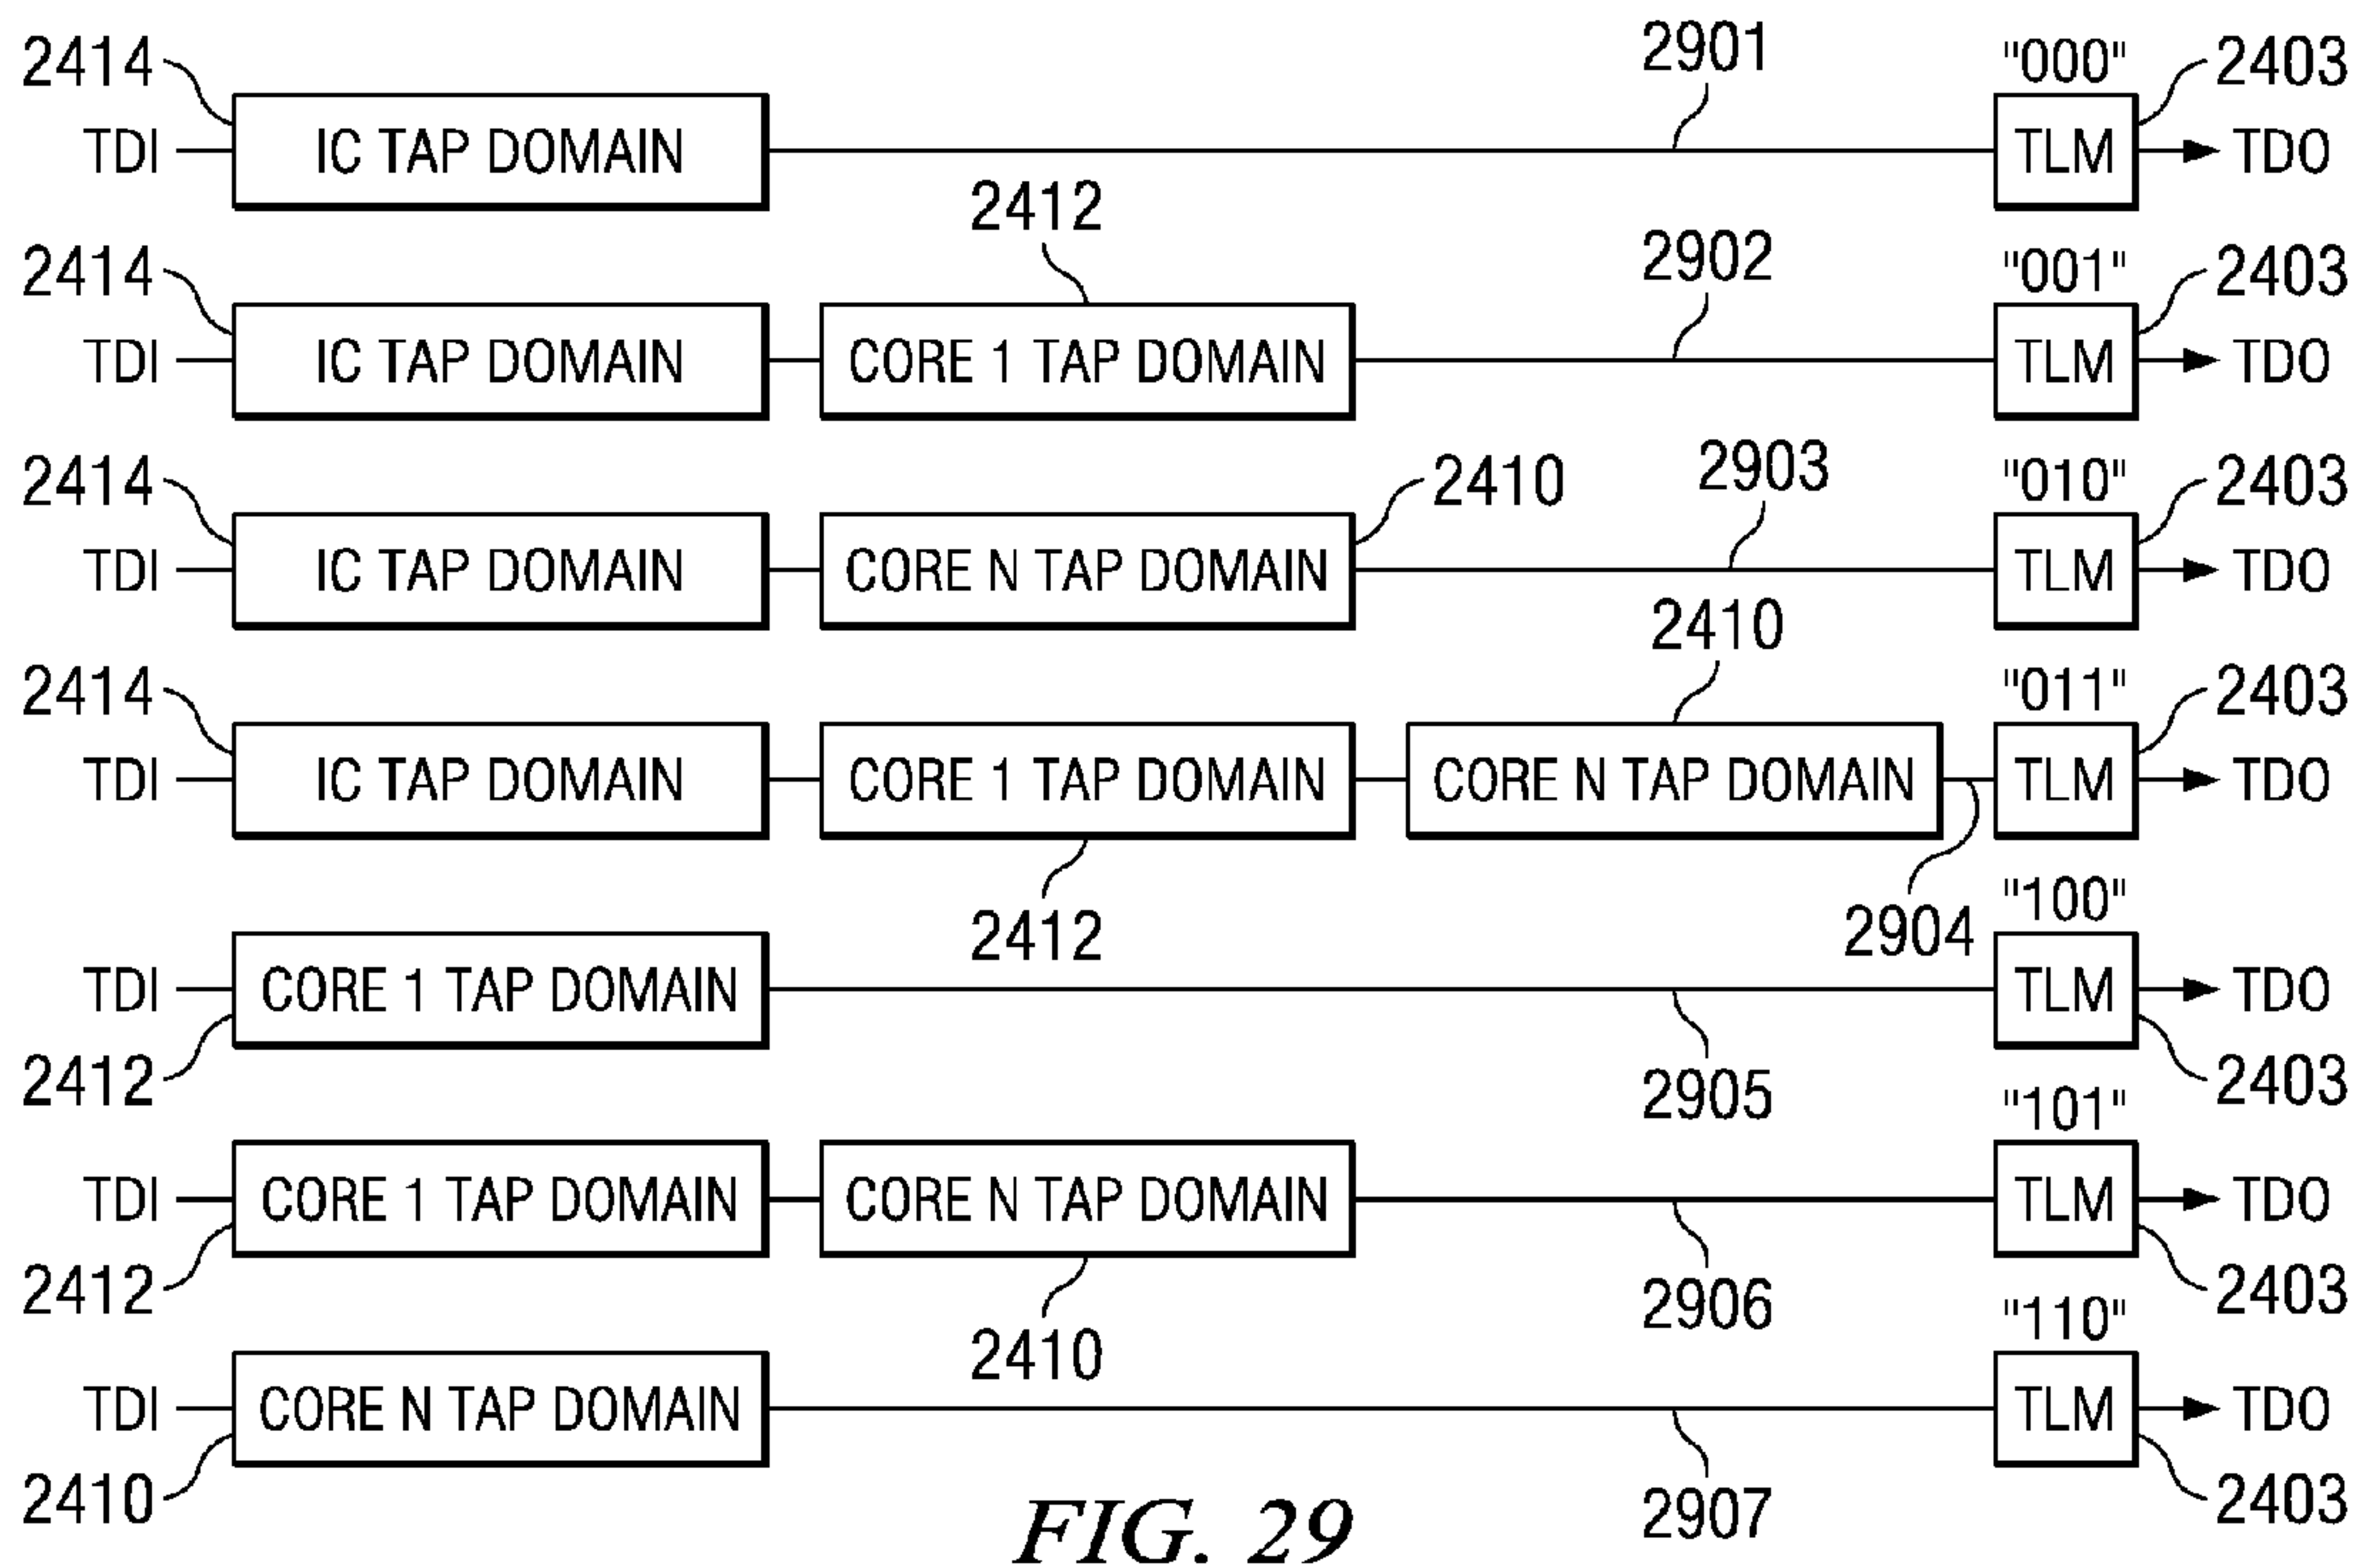 2414 2901 "000" 2403
TDI IC TAP DOMAIN TLM TDO
2412
2414 2902 "001" 2403
TDI IC TAP DOMAIN CORE 1 TAP DOMAIN TLM TDO
2414 2410 2903 "010" 2403
TDI IC TAP DOMAIN CORE N TAP DOMAIN TLM TDO
2410
2414 "011" 2403
TDI IC TAP DOMAIN CORE 1 TAP DOMAIN CORE N TAP DOMAIN TLM TDO
2412 2904 "100"
TDI CORE 1 TAP DOMAIN TLM TDO
2412 2905 2403
"101"
TDI CORE 1 TAP DOMAIN CORE N TAP DOMAIN TLM TDO
2412 2906 2403
2410 "110"
TDI CORE N TAP DOMAIN TLM TDO
2410 2907 2403
FIG. 29